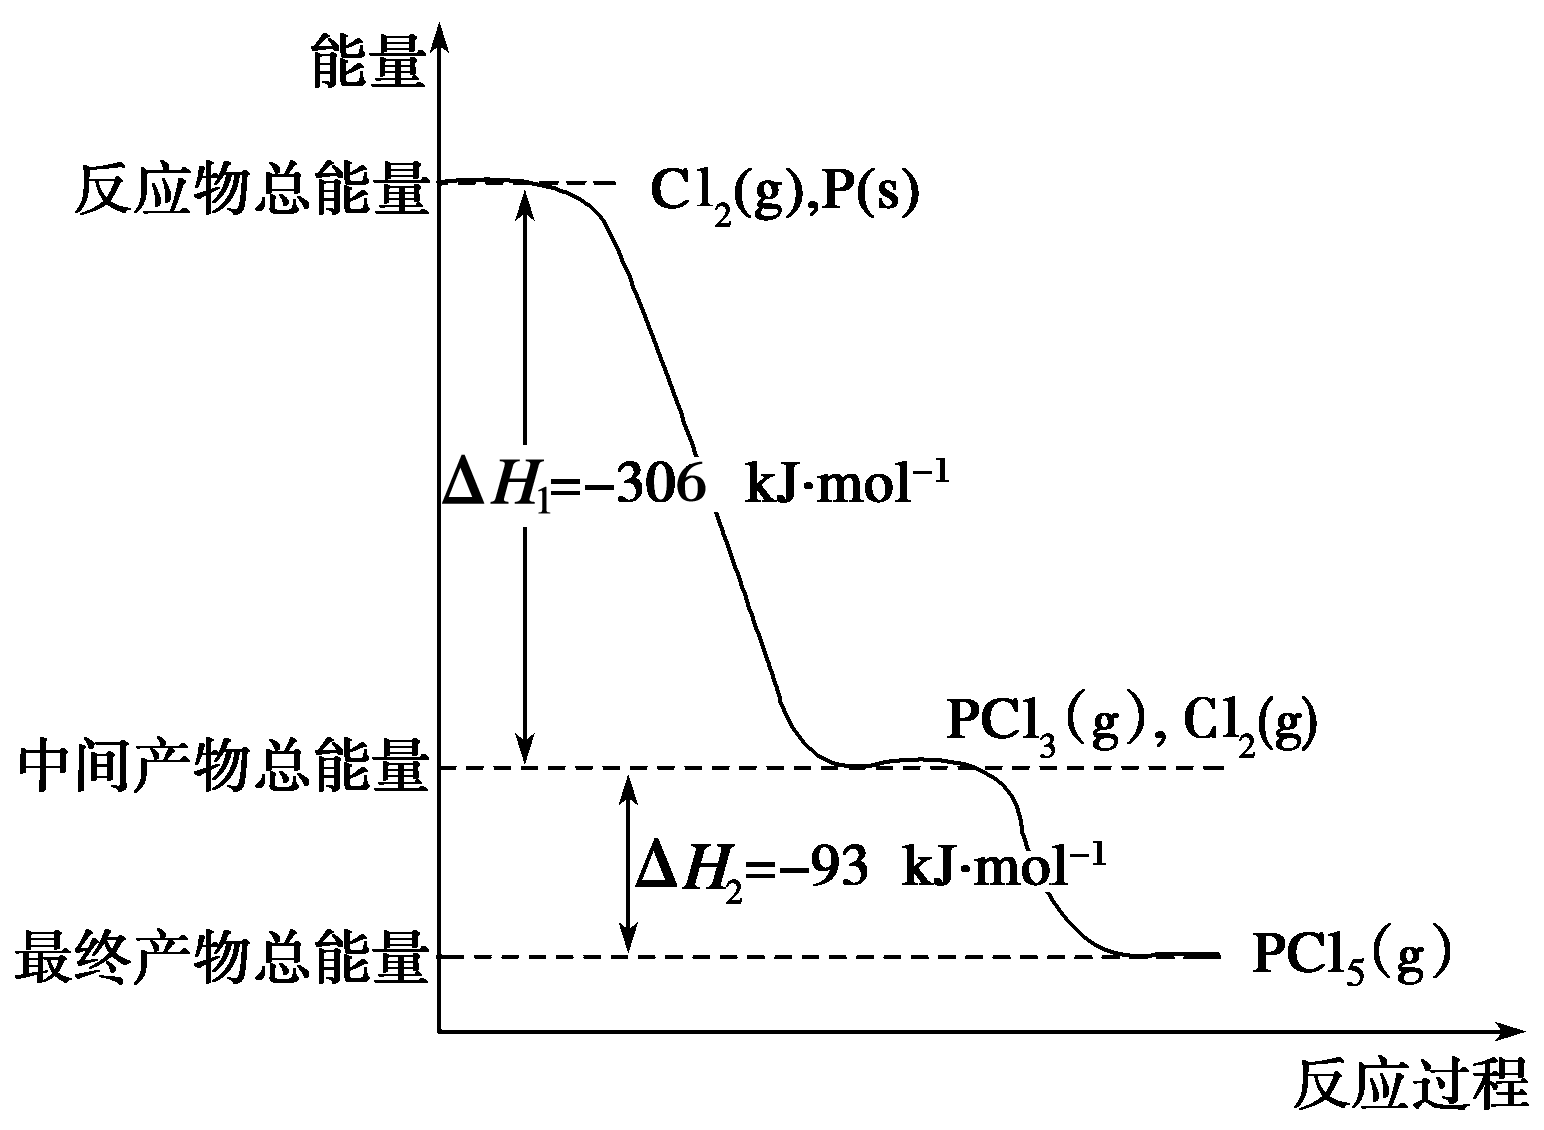 能量
反应物总能量
Cl₂(g),P(s)
ΔH₁=−306 kJ·mol⁻¹
PCl₃(g), Cl₂(g)
中间产物总能量
ΔH₂=−93 kJ·mol⁻¹
最终产物总能量
PCl₅(g)
反应过程